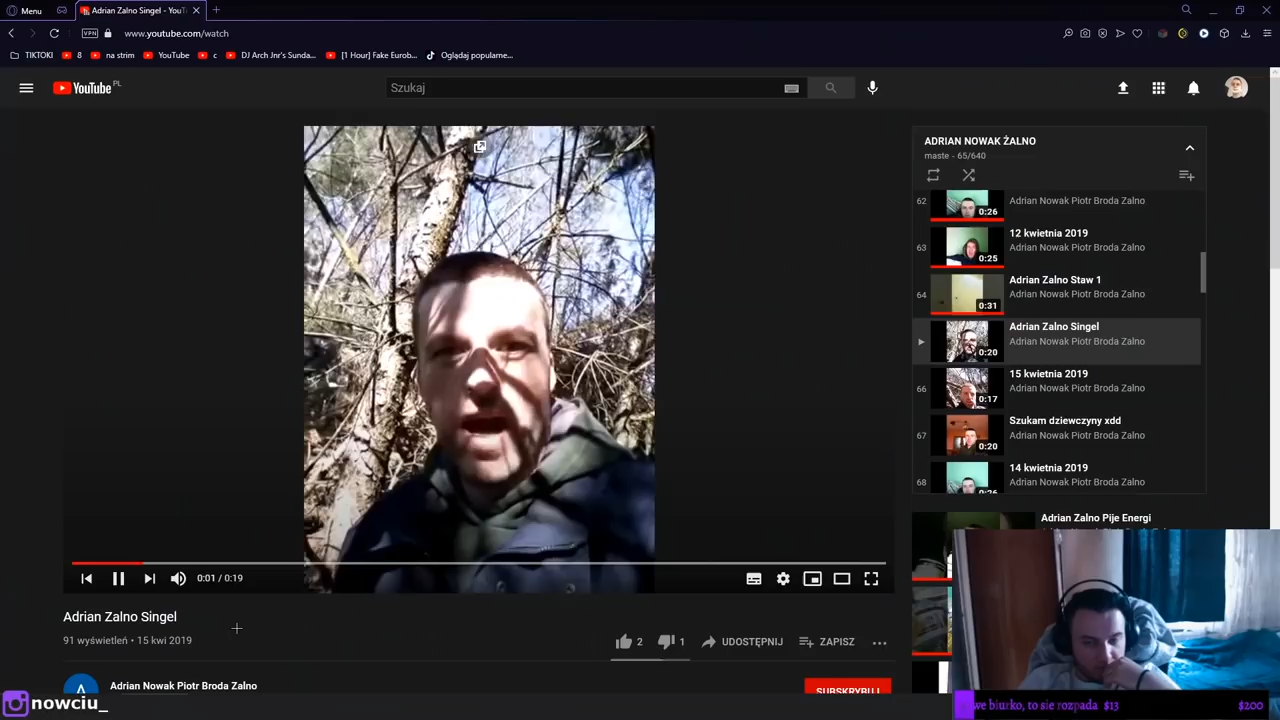 Menu
Adrian Zalno Singel - YouT
VPN
www.youtube.com/watch
TIKTOKI
8
na strim
YouTube
c
DJ Arch Jnr's Sunda...
[1 Hour] Fake Eurob...
Oglądaj popularne...
YouTube PL
Szukaj
ADRIAN NOWAK ŻALNO
maste - 65/640
62
0:26
Adrian Nowak Piotr Broda Zalno
63
0:25
12 kwietnia 2019
Adrian Nowak Piotr Broda Zalno
64
0:31
Adrian Zalno Staw 1
Adrian Nowak Piotr Broda Zalno
0:20
Adrian Zalno Singel
Adrian Nowak Piotr Broda Zalno
66
0:17
15 kwietnia 2019
Adrian Nowak Piotr Broda Zalno
67
0:20
Szukam dziewczyny xdd
Adrian Nowak Piotr Broda Zalno
68
0:26
14 kwietnia 2019
Adrian Nowak Piotr Broda Zalno
Adrian Zalno Pije Energi
0:01 / 0:19
Adrian Zalno Singel
91 wyświetleń • 15 kwi 2019
2
1
UDOSTĘPNIJ
ZAPISZ
A
Adrian Nowak Piotr Broda Zalno
SUBSKRYBUJ
nowciu_
we biurko, to sie rozpada $13
$200